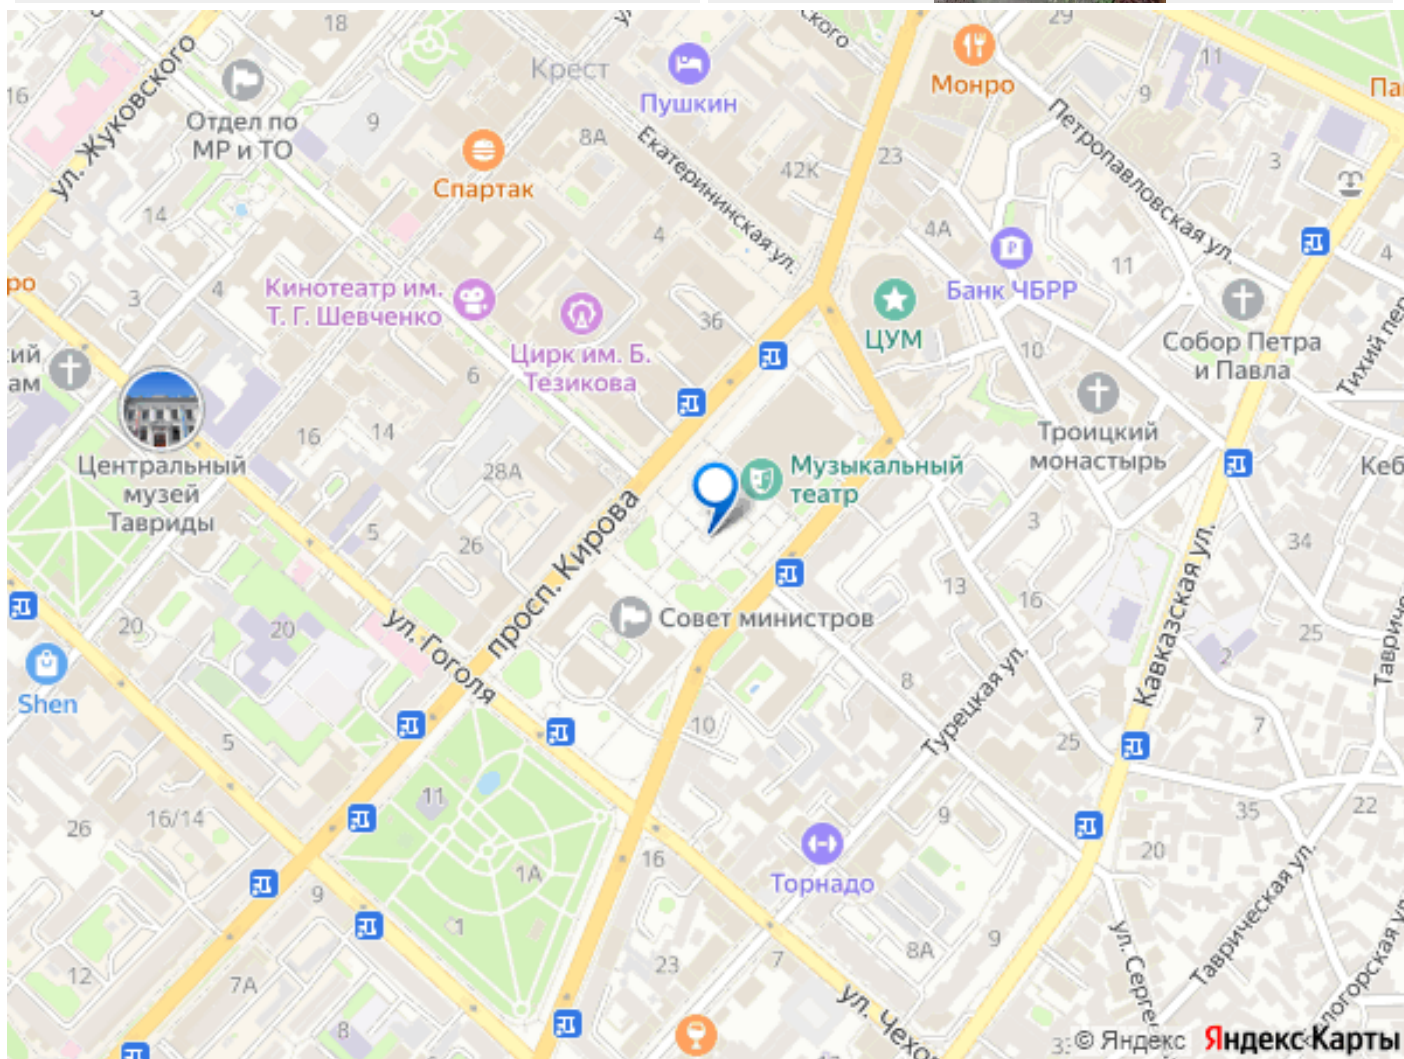 18
29
ского
11
Монро
Крест
Пушкин
Па
16
ул. Жуковского
Отдел по
МР и ТО
9
8А
9
Петропавловская ул.
Екатерининская ул.
Спартак
42К
23
3
14
4
4А
4
11
Банк ЧБРР
ро
3
4
Кинотеатр им.
Т. Г. Шевченко
36
ЦУМ
Собор Петра
и Павла
Тихий пер
Цирк им. Б.
Тезикова
10
кий
ам
6
16
14
Троицкий
монастырь
Центральный
музей
Тавриды
28А
Музыкальный
театр
Кеб
5
26
просп. Кирова
3
34
13
16
Кавказская ул.
20
20
ул. Гоголя
Совет министров
25
2
Shen
8
Турецкая ул.
Тавриче
5
10
25
7
11
16/14
26
9
35
22
1А
16
20
Торнадо
9
1
12
7А
23
7
8А
9
Таврическая ул.
логорская ул
ул. Серге
8
ул. Чехо
3
© Яндекс Яндекс Карты